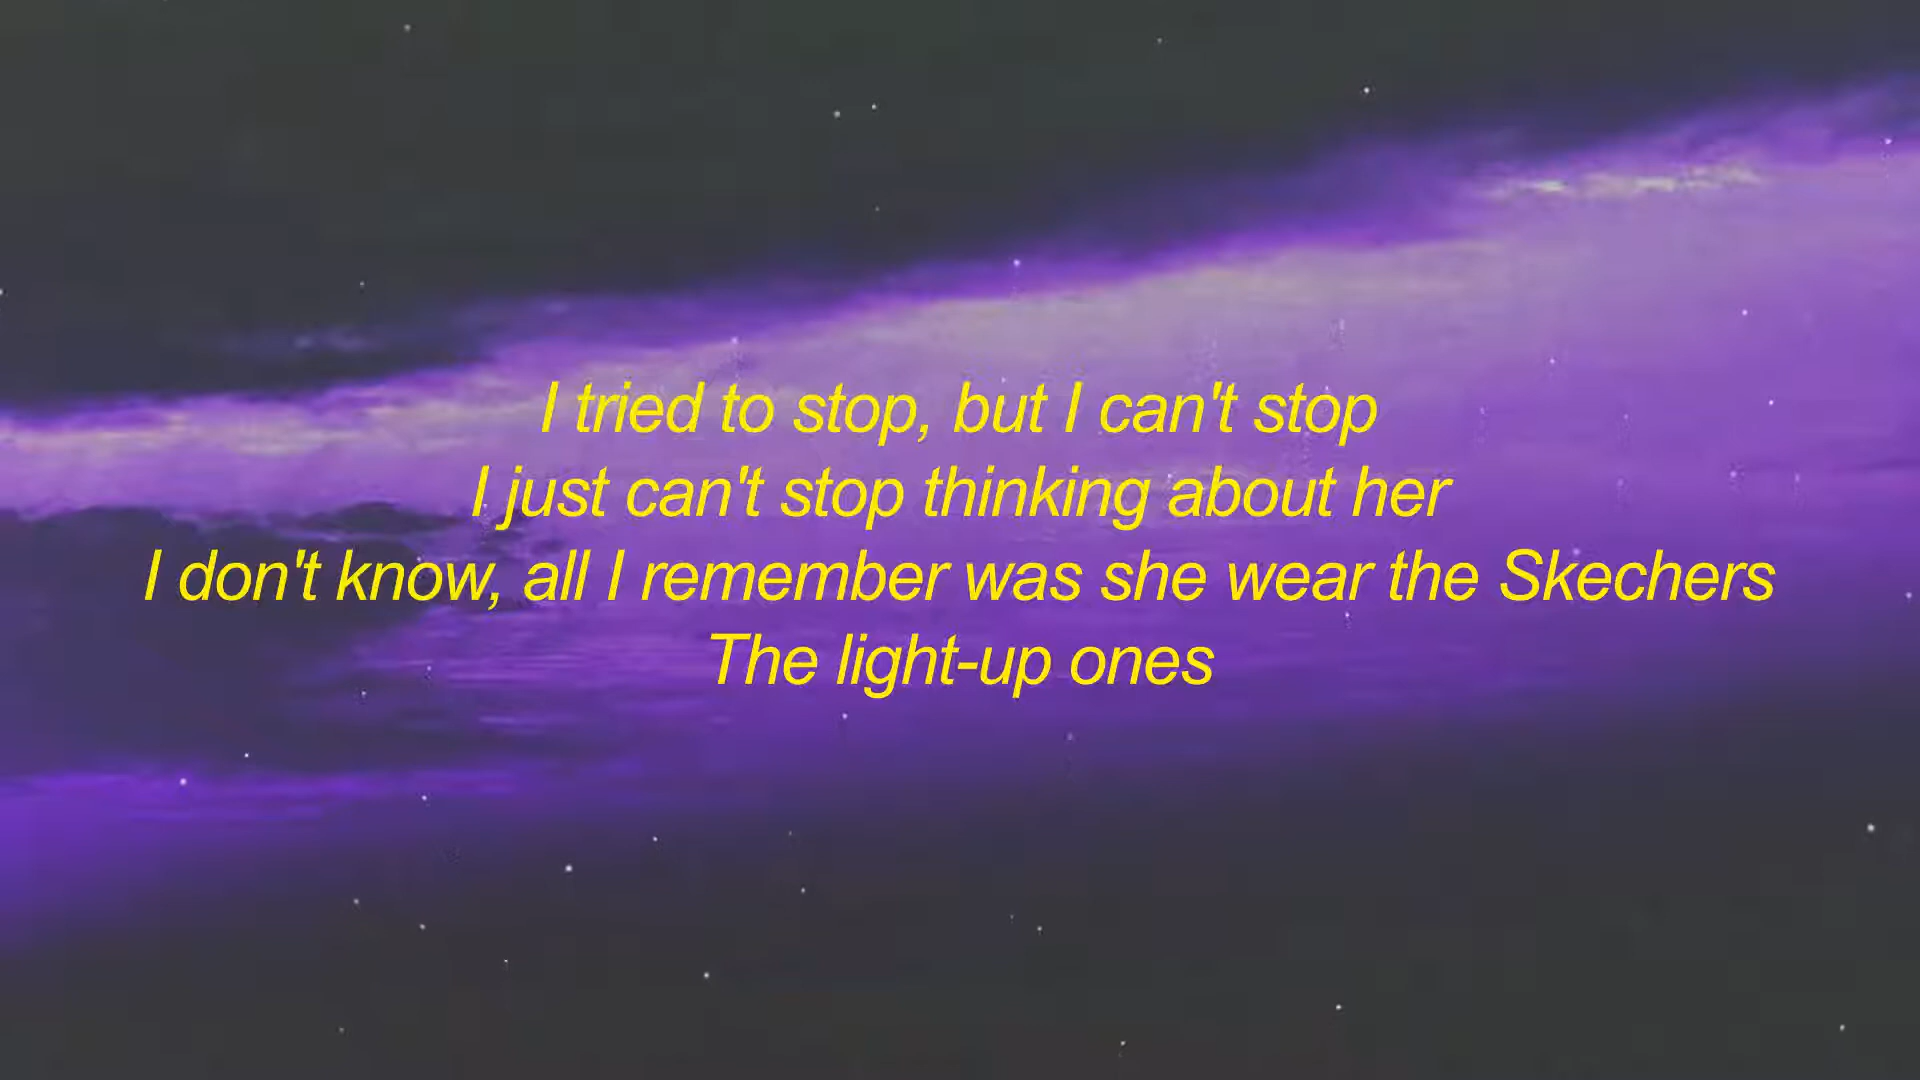 I tried to stop, but I can't stop
I just can't stop thinking about her
I don't know, all I remember was she wear the Skechers
The light-up ones